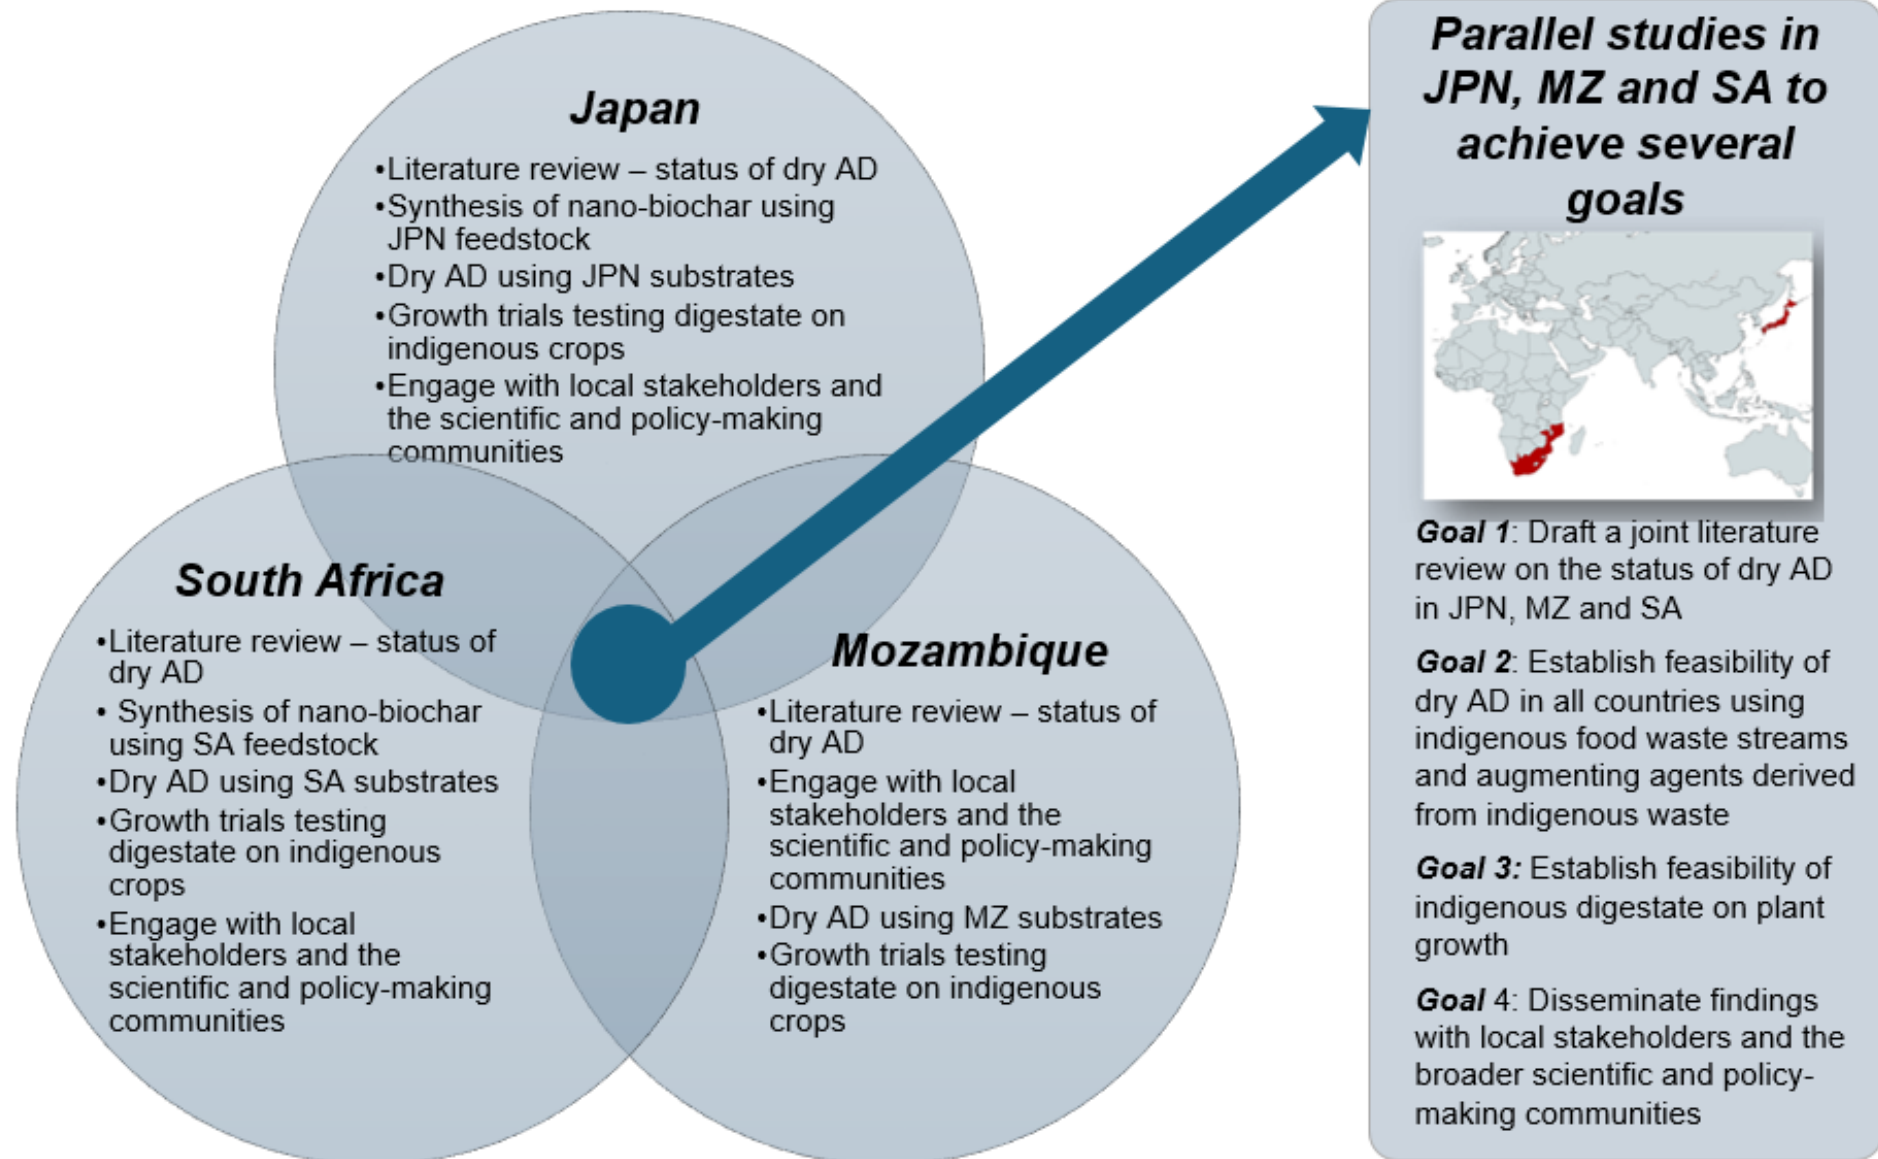 Japan
•Literature review – status of dry AD
•Synthesis of nano-biochar using
JPN feedstock
•Dry AD using JPN substrates
•Growth trials testing digestate on
indigenous crops
•Engage with local stakeholders and
the scientific and policy-making
communities
South Africa
•Literature review – status of
dry AD
• Synthesis of nano-biochar
using SA feedstock
•Dry AD using SA substrates
•Growth trials testing
digestate on indigenous
crops
•Engage with local
stakeholders and the
scientific and policy-making
communities
Mozambique
•Literature review – status of
dry AD
•Engage with local
stakeholders and the
scientific and policy-making
communities
•Dry AD using MZ substrates
•Growth trials testing
digestate on indigenous
crops
Parallel studies in
JPN, MZ and SA to
achieve several
goals
Goal 1: Draft a joint literature
review on the status of dry AD
in JPN, MZ and SA
Goal 2: Establish feasibility of
dry AD in all countries using
indigenous food waste streams
and augmenting agents derived
from indigenous waste
Goal 3: Establish feasibility of
indigenous digestate on plant
growth
Goal 4: Disseminate findings
with local stakeholders and the
broader scientific and policy-
making communities